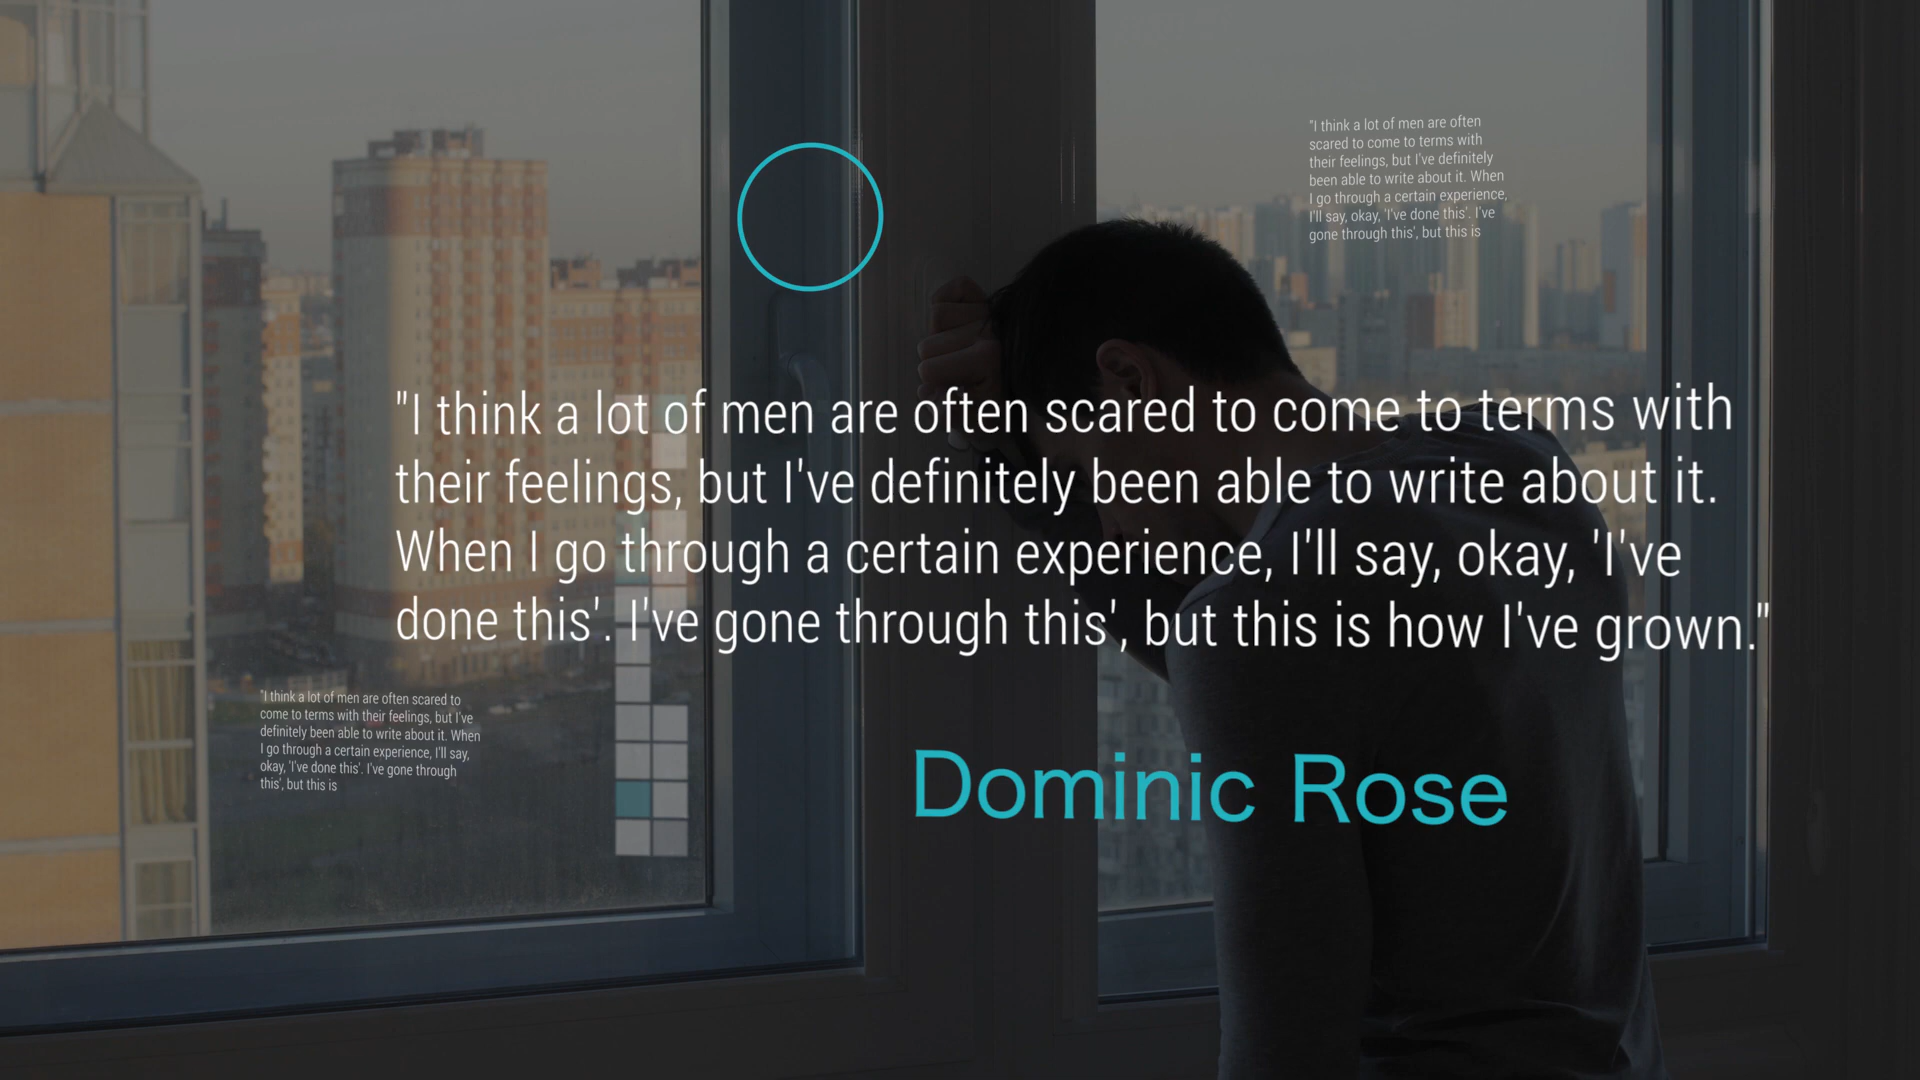 "I think a lot of men are often
scared to come to terms with
their feelings, but I've definitely
been able to write about it. When
I go through a certain experience,
I'll say, okay, 'I've done this'. I've
gone through this', but this is
"I think a lot of men are often scared to come to terms with
their feelings, but I've definitely been able to write about it.
When I go through a certain experience, I'll say, okay, 'I've
done this'. I've gone through this', but this is how I've grown."
"I think a lot of men are often scared to
come to terms with their feelings, but I've
definitely been able to write about it. When
I go through a certain experience, I'll say,
okay, 'I've done this'. I've gone through
this', but this is
Dominic Rose